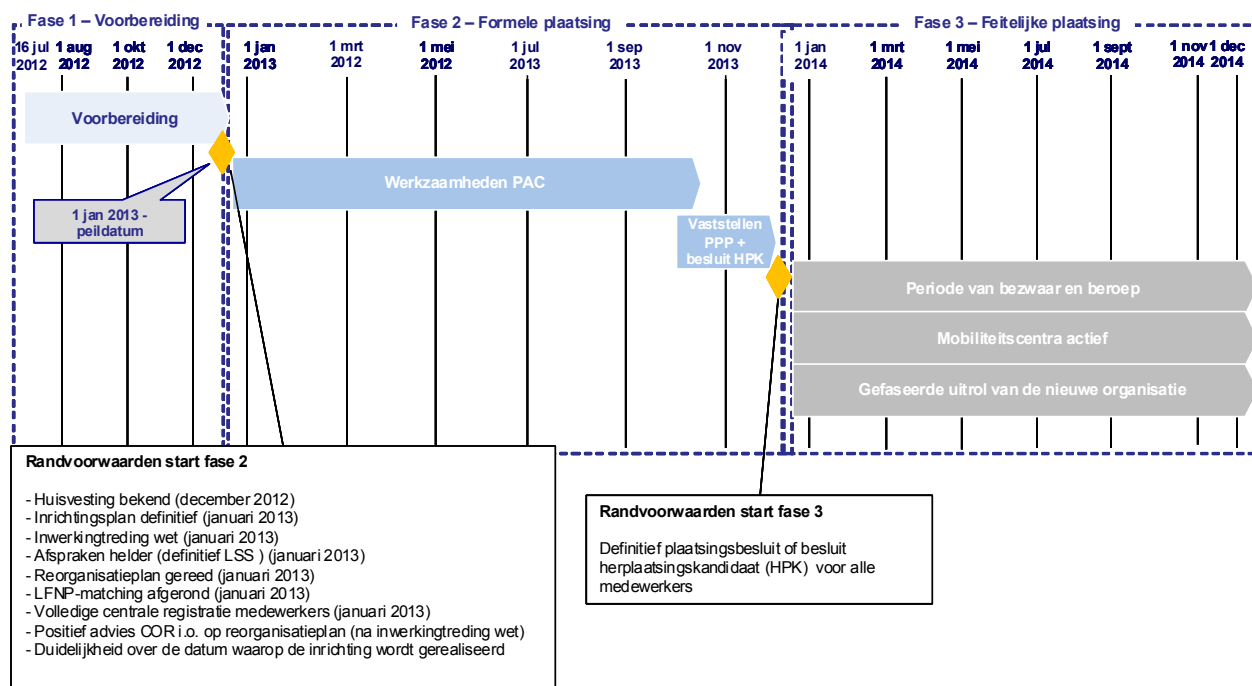 Fase 1 – Voorbereiding
Fase 2 – Formele plaatsing
Fase 3 – Feitelijke plaatsing
16 jul
2012
1 aug
2012
1 okt
2012
1 dec
2012
1 jan
2013
1 mrt
2012
1 mei
2012
1 jul
2013
1 sep
2013
1 nov
2013
1 jan
2014
1 mrt
2014
1 mei
2014
1 jul
2014
1 sept
2014
1 nov
2014
1 dec
2014
Voorbereiding
Werkzaamheden PAC
1 jan 2013 -
peildatum
Vaststellen
PPP +
besluit HPK
Periode van bezwaar en beroep
Mobiliteitscentra actief
Gefaseerde uitrol van de nieuwe organisatie
Randvoorwaarden start fase 2
- Huisvesting bekend (december 2012)
- Inrichtingsplan definitief (januari 2013)
- Inwerkingtreding wet (januari 2013)
- Afspraken helder (definitief LSS ) (januari 2013)
- Reorganisatieplan gereed (januari 2013)
- LFNP-matching afgerond (januari 2013)
- Volledige centrale registratie medewerkers (januari 2013)
- Positief advies COR i.o. op reorganisatieplan (na inwerkingtreding wet)
- Duidelijkheid over de datum waarop de inrichting wordt gerealiseerd
Randvoorwaarden start fase 3
Definitief plaatsingsbesluit of besluit
herplaatsingskandidaat (HPK) voor alle
medewerkers